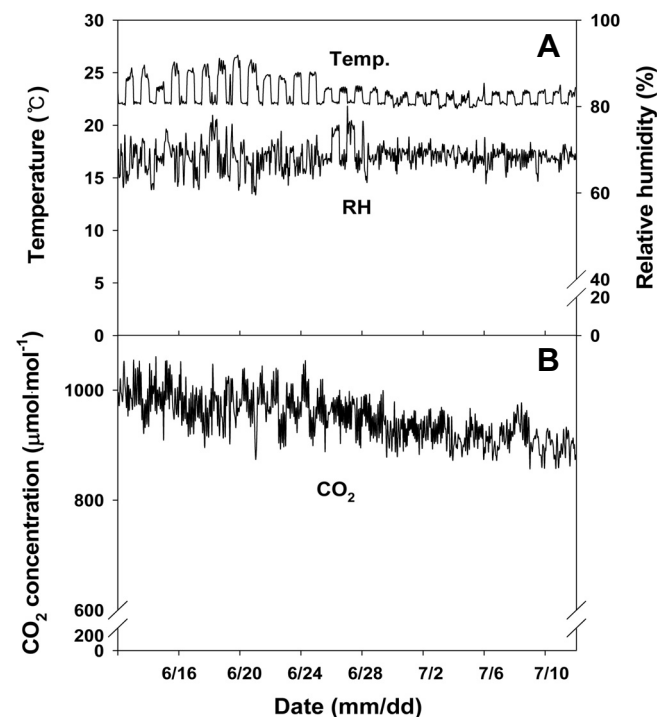 30
25
20
15
10
5
0
Temperature (℃)
100
80
60
40
20
0
Relative humidity (%)
A
Temp.
RH
B
1000
800
600
200
0
CO₂ concentration (μmol·mol⁻¹)
CO₂
6/16 6/20 6/24 6/28 7/2 7/6 7/10
Date (mm/dd)